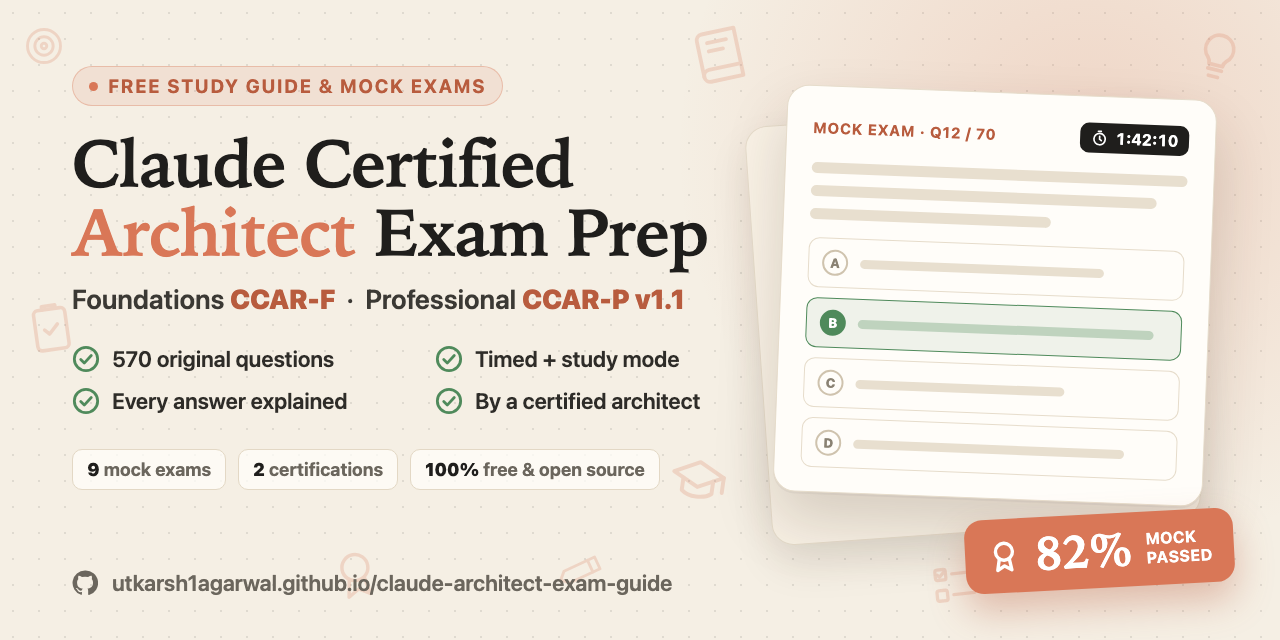 FREE STUDY GUIDE & MOCK EXAMS
Claude Certified
Architect Exam Prep
Foundations CCAR-F · Professional CCAR-P v1.1
570 original questions
Timed + study mode
Every answer explained
By a certified architect
9 mock exams
2 certifications
100% free & open source
utkarsh1agarwal.github.io/claude-architect-exam-guide
MOCK EXAM · Q12 / 70
1:42:10
A
B
C
D
82%
MOCK
PASSED